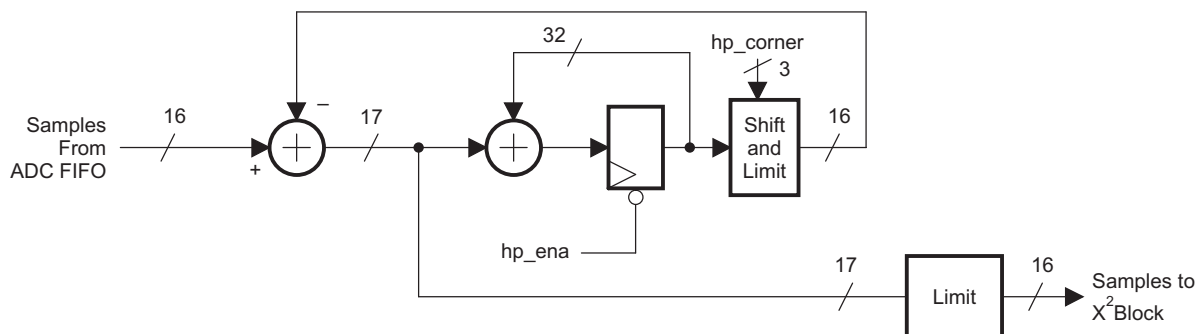 32
hp_corner
3
−
16
17
Samples
From
ADC FIFO
+
+
+
Shift
and
Limit
16
hp_ena
17
Limit
16
Samples to
X²Block